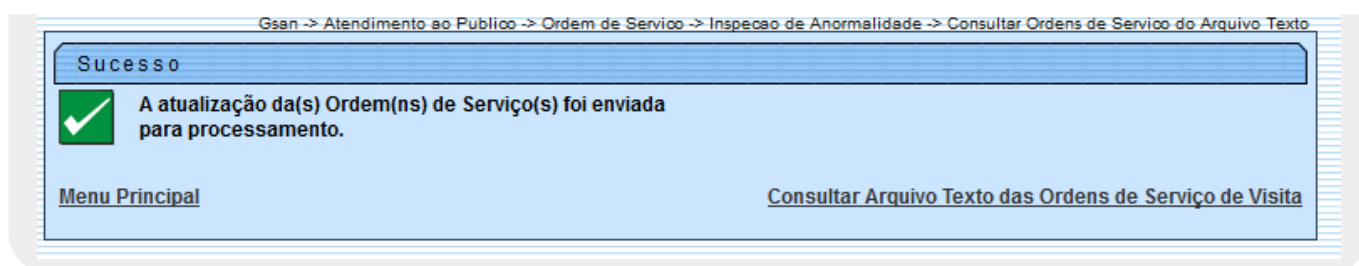 Gsan -> Atendimento ao Publico -> Ordem de Servico -> Inspecao de Anormalidade -> Consultar Ordens de Servico do Arquivo Texto
Sucesso
A atualização da(s) Ordem(ns) de Serviço(s) foi enviada
para processamento.
Menu Principal
Consultar Arquivo Texto das Ordens de Serviço de Visita